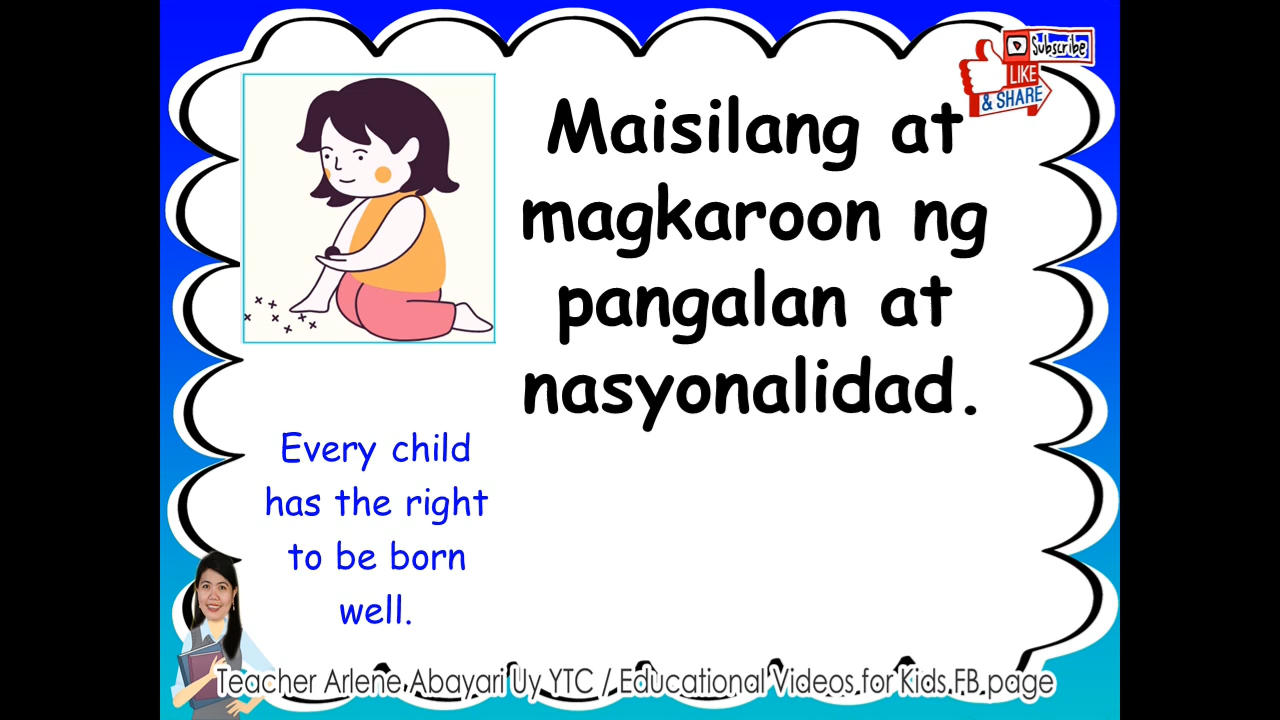 Subscribe
LIKE
& SHARE
Maisilang at
magkaroon ng
pangalan at
nasyonalidad.
Every child
has the right
to be born
well.
Teacher Arlene Abayari Uy YTC / Educational Videos for Kids FB page